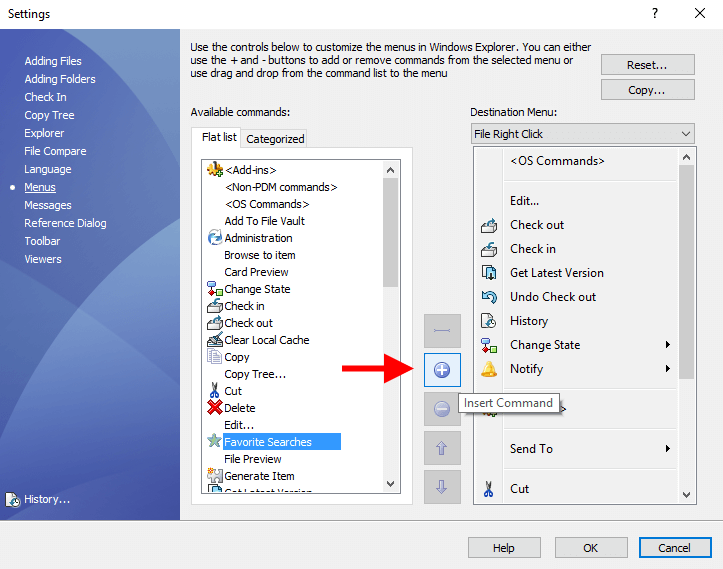 Settings
?
Adding Files
Adding Folders
Check In
Copy Tree
Explorer
File Compare
Language
Menus
Messages
Reference Dialog
Toolbar
Viewers
History...
Use the controls below to customize the menus in Windows Explorer. You can either
use the + and - buttons to add or remove commands from the selected menu or
use drag and drop from the command list to the menu
Reset...
Copy...
Available commands:
Flat list
Categorized
<Add-ins>
<Non-PDM commands>
<OS Commands>
Add To File Vault
Administration
Browse to item
Card Preview
Change State
Check in
Check out
Clear Local Cache
Copy
Copy Tree...
Cut
Delete
Edit...
Favorite Searches
File Preview
Generate Item
Get Latest Version
Insert Command
Destination Menu:
File Right Click
<OS Commands>
Edit...
Check out
Check in
Get Latest Version
Undo Check out
History
Change State
Notify
>
Send To
Cut
Help
OK
Cancel